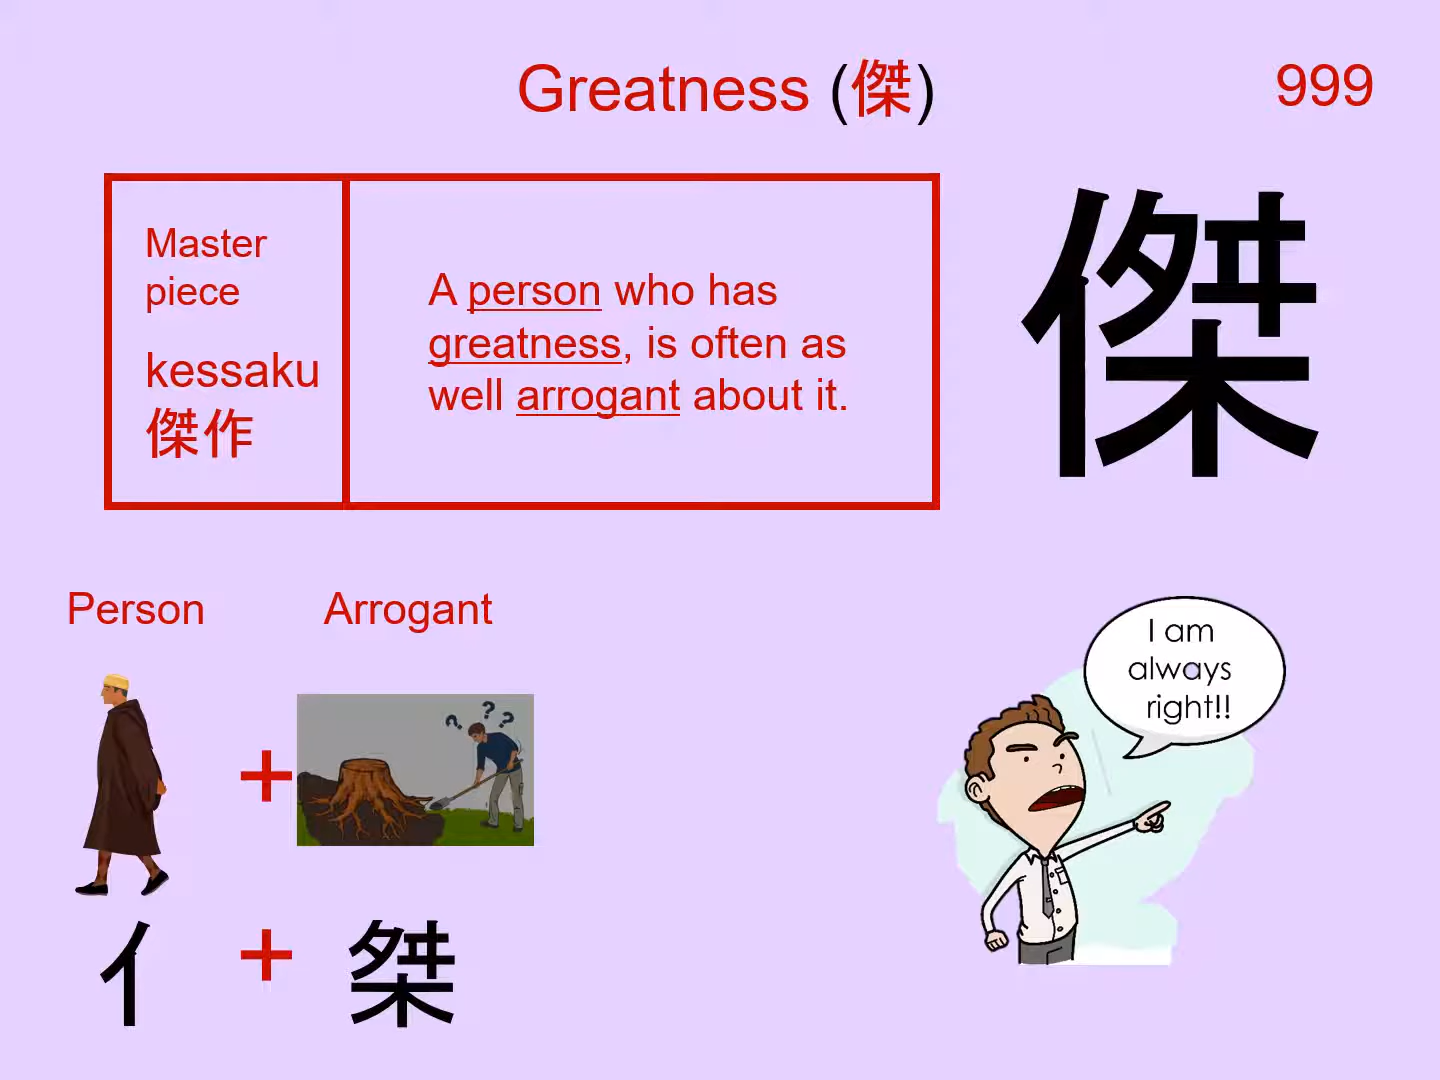 Greatness (傑)
999
Master
piece
kessaku
傑作
A person who has
greatness, is often as
well arrogant about it.
傑
Person
Arrogant
+
? ? ?
亻
+
桀
I am
always
right!!